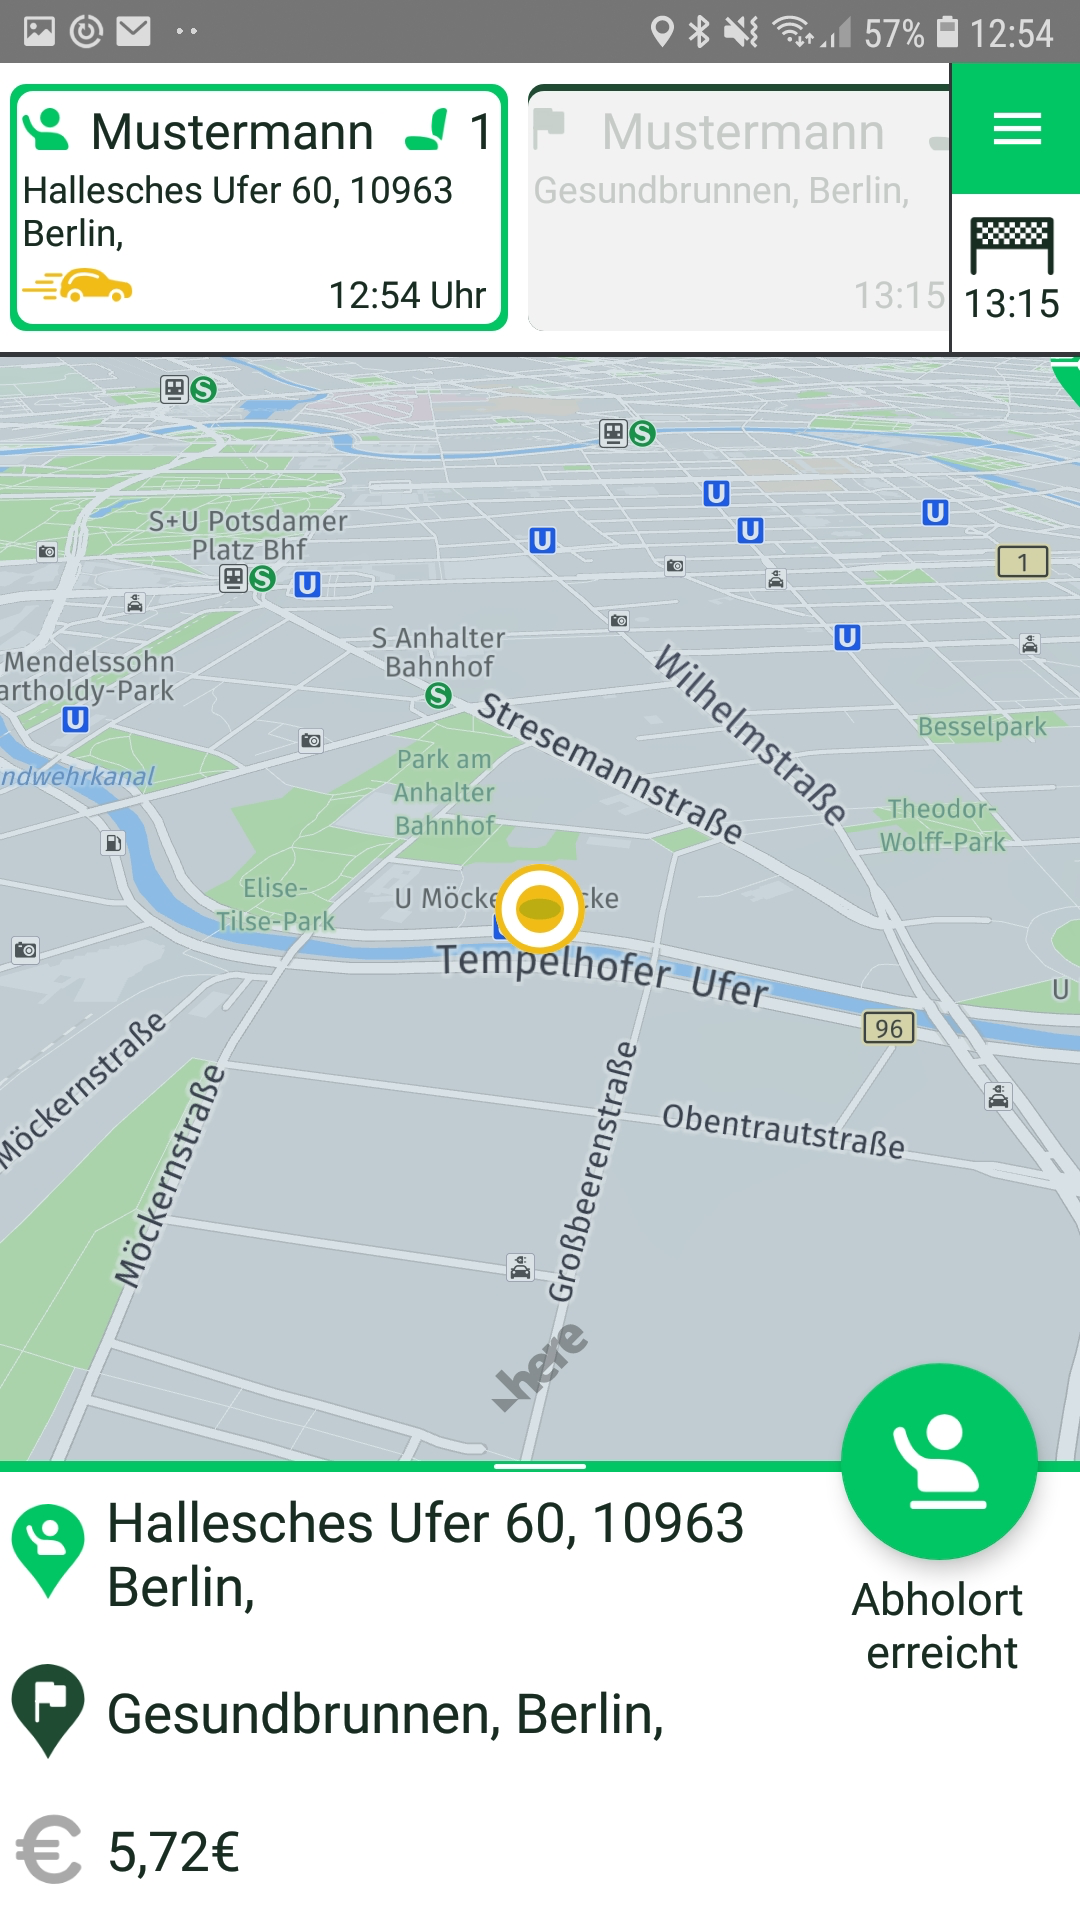 57% 12:54
Mustermann 1
Hallesches Ufer 60, 10963
Berlin,
12:54 Uhr
Mustermann
Gesundbrunnen, Berlin,
13:15
13:15
S
S
U
U
U
U
1
S+U Potsdamer
Platz Bhf
S
U
U
S Anhalter
Bahnhof
S
Mendelssohn
artholdy-Park
U
Wilhelmstraße
Stresemannstraße
Besselpark
ndwehrkanal
Park am
Anhalter
Bahnhof
Theodor-
Wolff-Park
Elise-
Tilse-Park
U Möcke
cke
Tempelhofer Ufer
U
96
Möckernstraße
Möckernstraße
Großbeerenstraße
Obentrautstraße
here
Hallesches Ufer 60, 10963
Berlin,
Abholort
erreicht
Gesundbrunnen, Berlin,
€ 5,72€